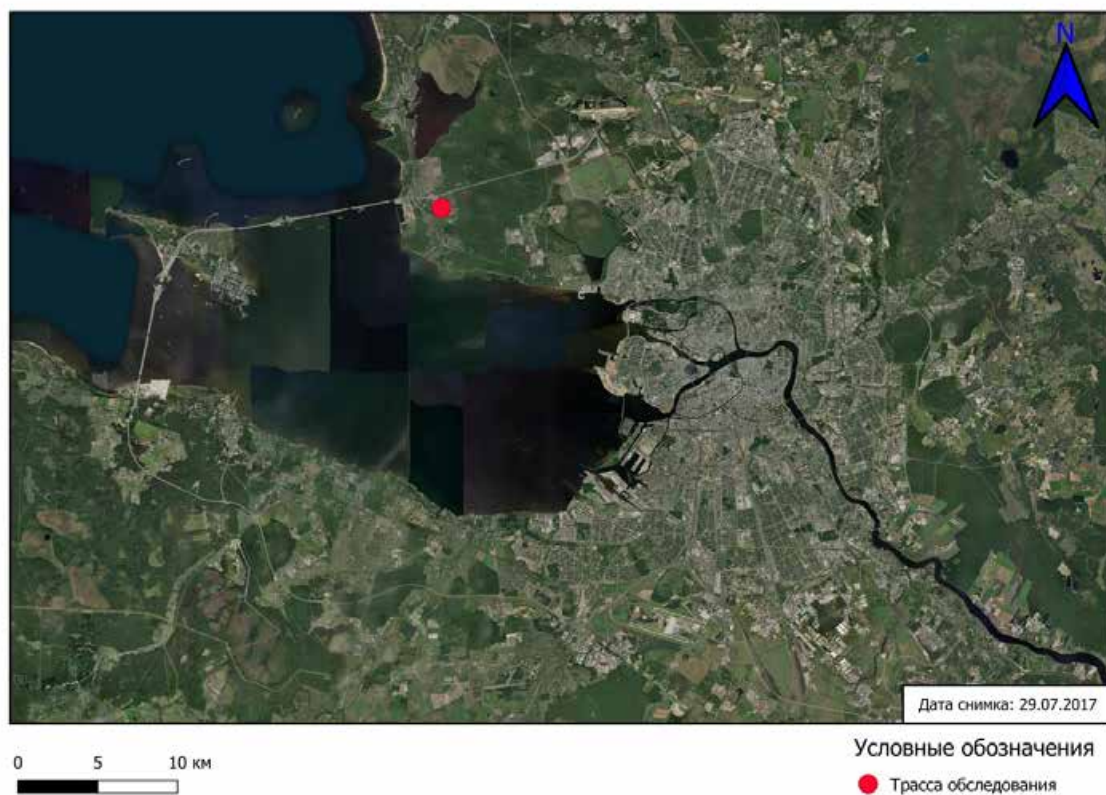 N
Дата снимка: 29.07.2017
0 5 10 км
Условные обозначения
Трасса обследования